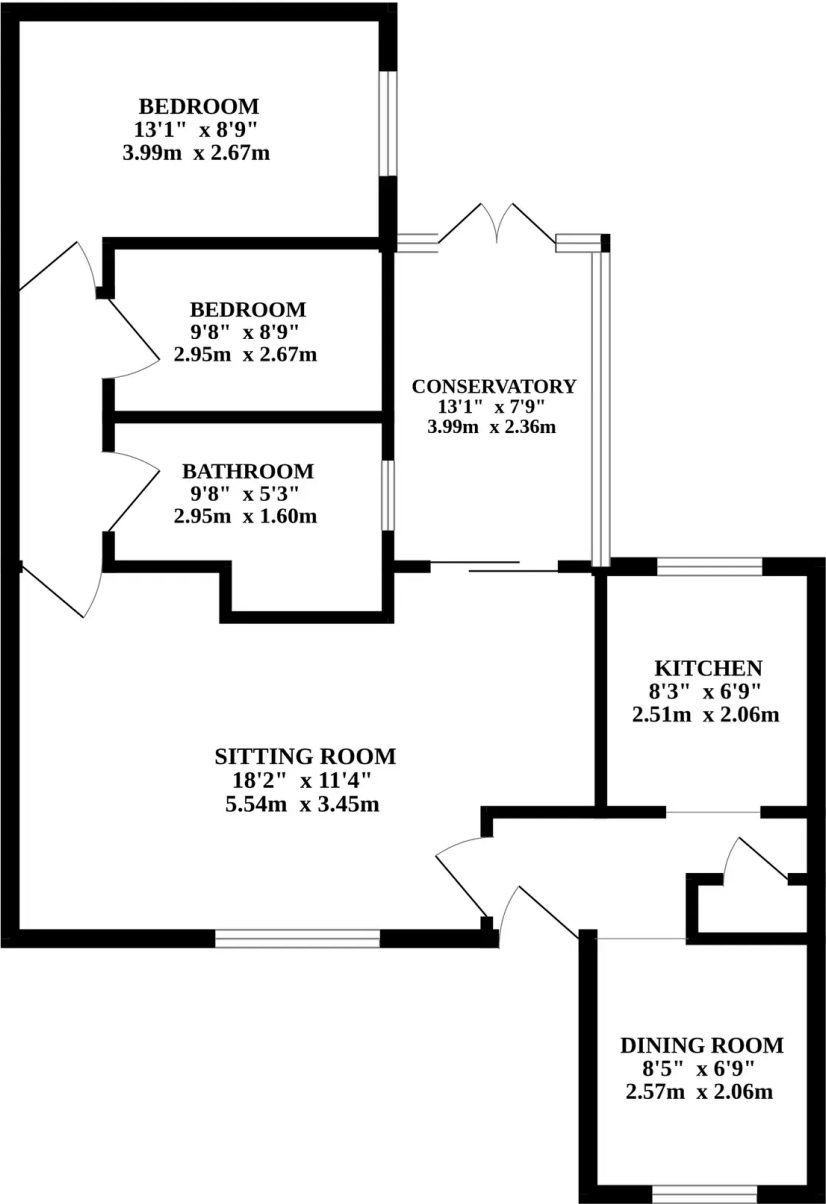 BEDROOM
13'1" x 8'9"
3.99m x 2.67m
BEDROOM
9'8" x 8'9"
2.95m x 2.67m
CONSERVATORY
13'1" x 7'9"
3.99m x 2.36m
BATHROOM
9'8" x 5'3"
2.95m x 1.60m
KITCHEN
8'3" x 6'9"
2.51m x 2.06m
SITTING ROOM
18'2" x 11'4"
5.54m x 3.45m
DINING ROOM
8'5" x 6'9"
2.57m x 2.06m